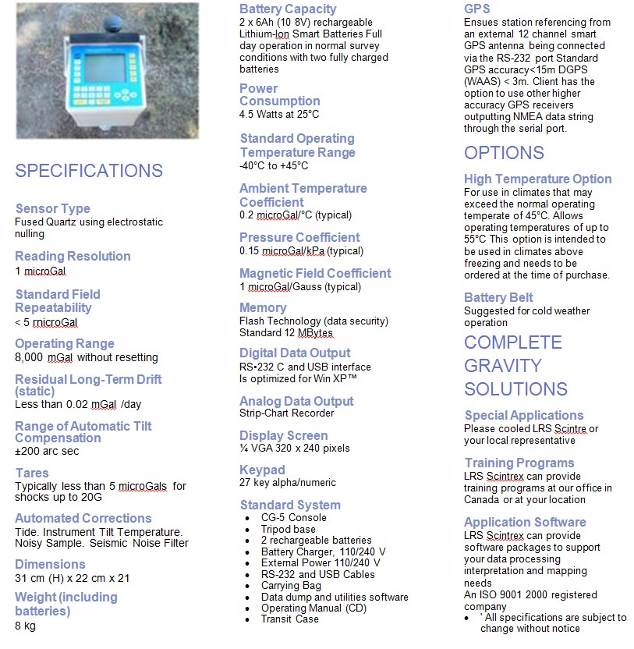 SPECIFICATIONS
Sensor Type
Fused Quartz using electrostatic
nulling
Reading Resolution
1 microGal
Standard Field
Repeatability
< 5 microGal
Operating Range
8,000 mGal without resetting
Residual Long-Term Drift
(static)
Less than 0.02 mGal /day
Range of Automatic Tilt
Compensation
±200 arc sec
Tares
Typically less than 5 microGals for
shocks up to 20G
Automated Corrections
Tide. Instrument Tilt Temperature.
Noisy Sample. Seismic Noise Filter
Dimensions
31 cm (H) x 22 cm x 21
Weight (including
batteries)
8 kg
Battery Capacity
2 x 6Ah (10 8V) rechargeable
Lithium-Ion Smart Batteries Full
day operation in normal survey
conditions with two fully charged
batteries
Power
Consumption
4.5 Watts at 25°C
Standard Operating
Temperature Range
-40°C to +45°C
Ambient Temperature
Coefficient
0.2 microGal/°C (typical)
Pressure Coefficient
0.15 microGal/kPa (typical)
Magnetic Field Coefficient
1 microGal/Gauss (typical)
Memory
Flash Technology (data security)
Standard 12 MBytes
Digital Data Output
RS•232 C and USB interface
Is optimized for Win XP™
Analog Data Output
Strip-Chart Recorder
Display Screen
¼ VGA 320 x 240 pixels
Keypad
27 key alpha/numeric
Standard System
• CG-5 Console
• Tripod base
• 2 rechargeable batteries
• Battery Charger, 110/240 V
• External Power 110/240 V
• RS-232 and USB Cables
• Carrying Bag
• Data dump and utilities software
• Operating Manual (CD)
• Transit Case
GPS
Ensues station referencing from
an external 12 channel smart
GPS antenna being connected
via the RS-232 port Standard
GPS accuracy<15m DGPS
(WAAS) < 3m. Client has the
option to use other higher
accuracy GPS receivers
outputting NMEA data string
through the serial port.
OPTIONS
High Temperature Option
For use in climates that may
exceed the normal operating
temperate of 45°C. Allows
operating temperatures of up to
55°C This option is intended to
be used in climates above
freezing and needs to be
ordered at the time of purchase.
Battery Belt
Suggested for cold weather
operation
COMPLETE
GRAVITY
SOLUTIONS
Special Applications
Please cooled LRS Scintre or
your local representative
Training Programs
LRS Scintrex can provide
training programs at our office in
Canada or at your location
Application Software
LRS Scintrex can provide
software packages to support
your data processing
interpretation and mapping
needs
An ISO 9001 2000 registered
company
• ' All specifications are subject to
change without notice